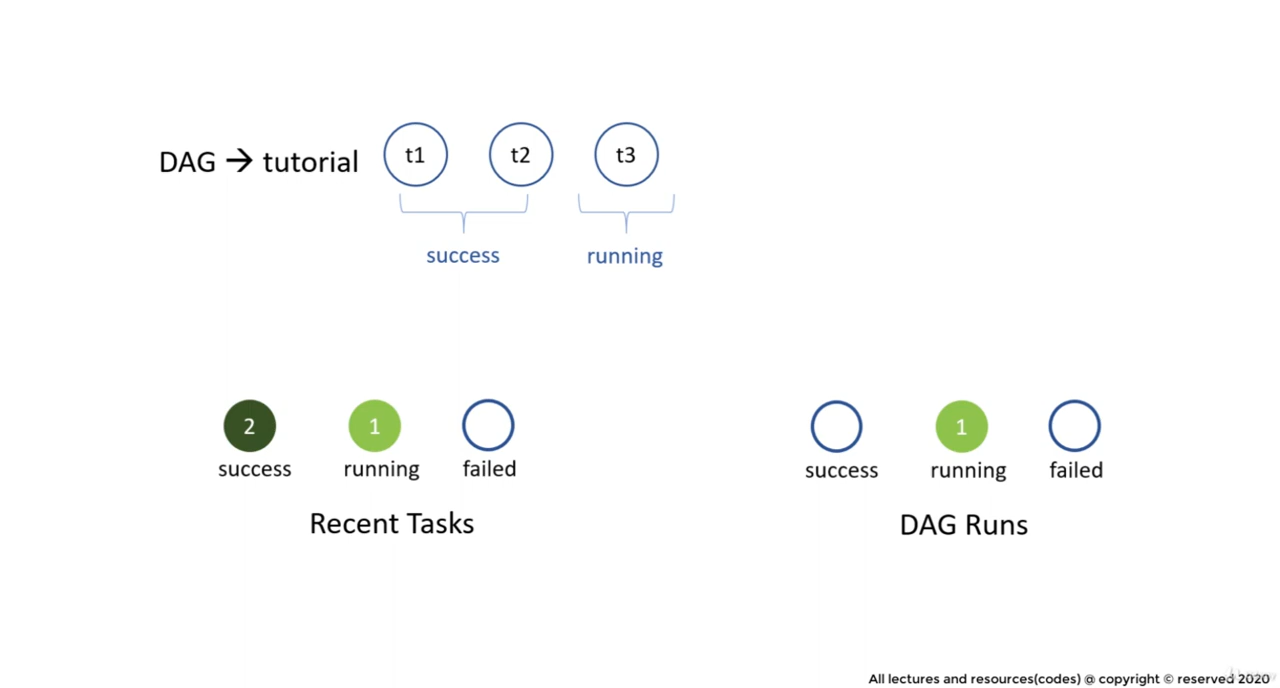 DAG → tutorial t1 t2 t3
success running
2 1 1
success running failed success running failed
Recent Tasks DAG Runs
All lectures and resources(codes) @ copyright © reserved 2020